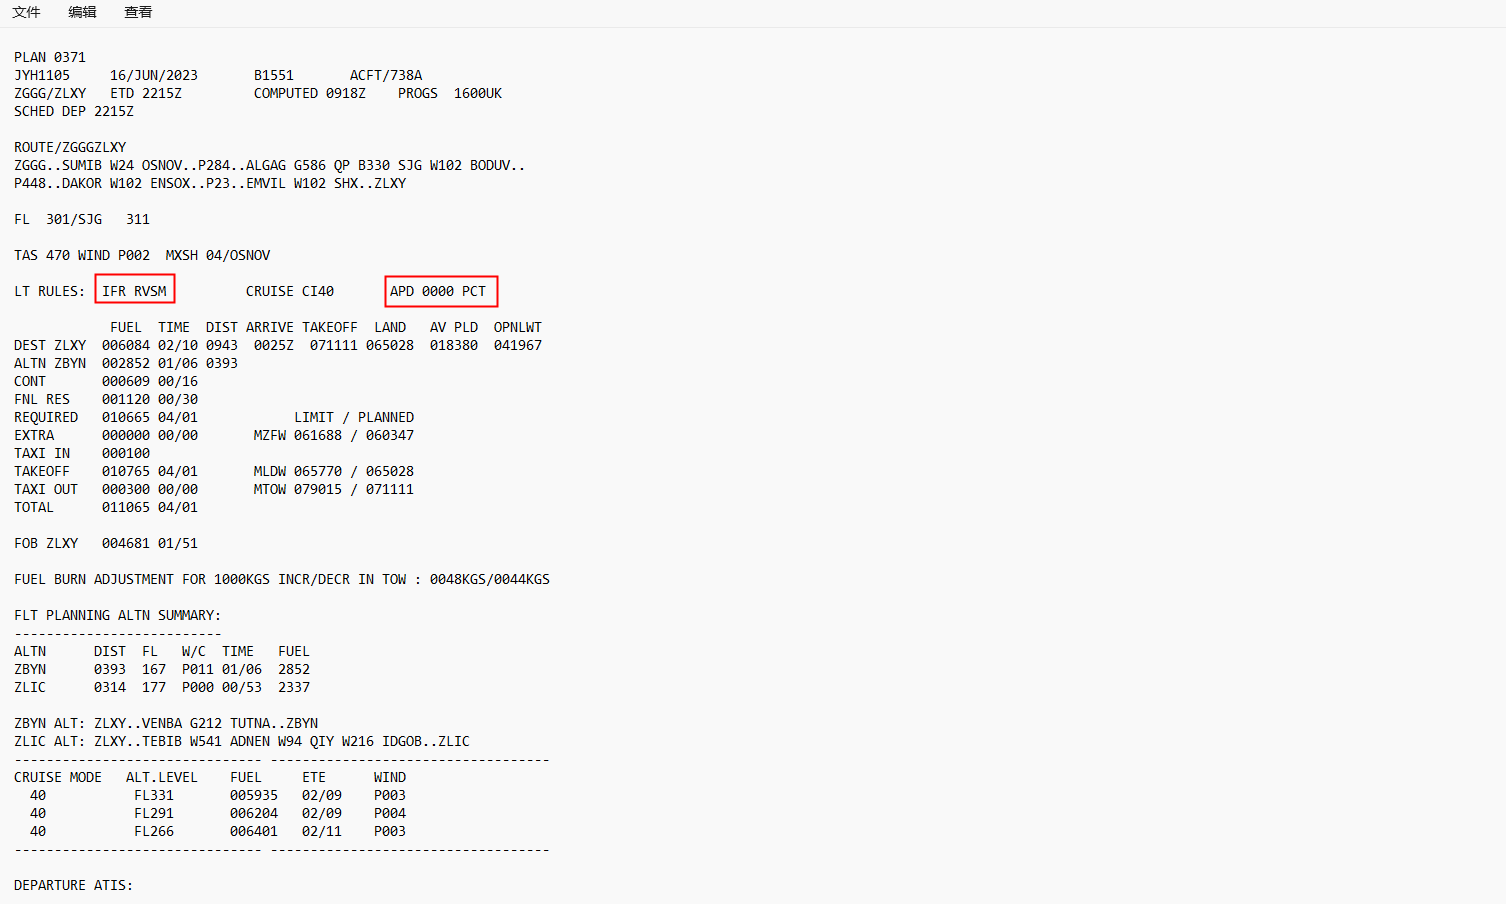 文件 编辑 查看
PLAN 0371
JYH1105 16/JUN/2023 B1551 ACFT/738A
ZGGG/ZLXY ETD 2215Z COMPUTED 0918Z PROGS 1600UK
SCHED DEP 2215Z
ROUTE/ZGGGZLXY
ZGGG..SUMIB W24 OSNOV..P284..ALGAG G586 QP B330 SJG W102 BODUV..
P448..DAKOR W102 ENSOX..P23..EMVIL W102 SHX..ZLXY
FL 301/SJG 311
TAS 470 WIND P002 MXSH 04/OSNOV
LT RULES: IFR RVSM CRUISE CI40 APD 0000 PCT
FUEL TIME DIST ARRIVE TAKEOFF LAND AV PLD OPNLWT
DEST ZLXY 006084 02/10 0943 0025Z 071111 065028 018380 041967
ALTN ZBYN 002852 01/06 0393
CONT 000609 00/16
FNL RES 001120 00/30
REQUIRED 010665 04/01 LIMIT / PLANNED
EXTRA 000000 00/00 MZFW 061688 / 060347
TAXI IN 000100
TAKEOFF 010765 04/01 MLDW 065770 / 065028
TAXI OUT 000300 00/00 MTOW 079015 / 071111
TOTAL 011065 04/01
FOB ZLXY 004681 01/51
FUEL BURN ADJUSTMENT FOR 1000KGS INCR/DECR IN TOW : 0048KGS/0044KGS
FLT PLANNING ALTN SUMMARY:
--------------------------
ALTN DIST FL W/C TIME FUEL
ZBYN 0393 167 P011 01/06 2852
ZLIC 0314 177 P000 00/53 2337
ZBYN ALT: ZLXY..VENBA G212 TUTNA..ZBYN
ZLIC ALT: ZLXY..TEBIB W541 ADNEN W94 QIY W216 IDGOB..ZLIC
------------------------------- -----------------------------------
CRUISE MODE ALT.LEVEL FUEL ETE WIND
40 FL331 005935 02/09 P003
40 FL291 006204 02/09 P004
40 FL266 006401 02/11 P003
------------------------------- -----------------------------------
DEPARTURE ATIS: